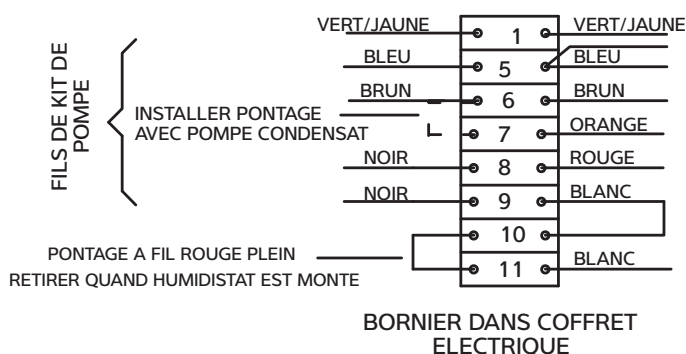 VERT/JAUNE 1 VERT/JAUNE
BLEU 5 BLEU
BRUN 6 BRUN
FILS DE KIT DE
POMPE
INSTALLER PONTAGE
AVEC POMPE CONDENSAT
7 ORANGE
NOIR 8 ROUGE
NOIR 9 BLANC
10
PONTAGE A FIL ROUGE PLEIN
RETIRER QUAND HUMIDISTAT EST MONTE
11 BLANC
BORNIER DANS COFFRET
ELECTRIQUE